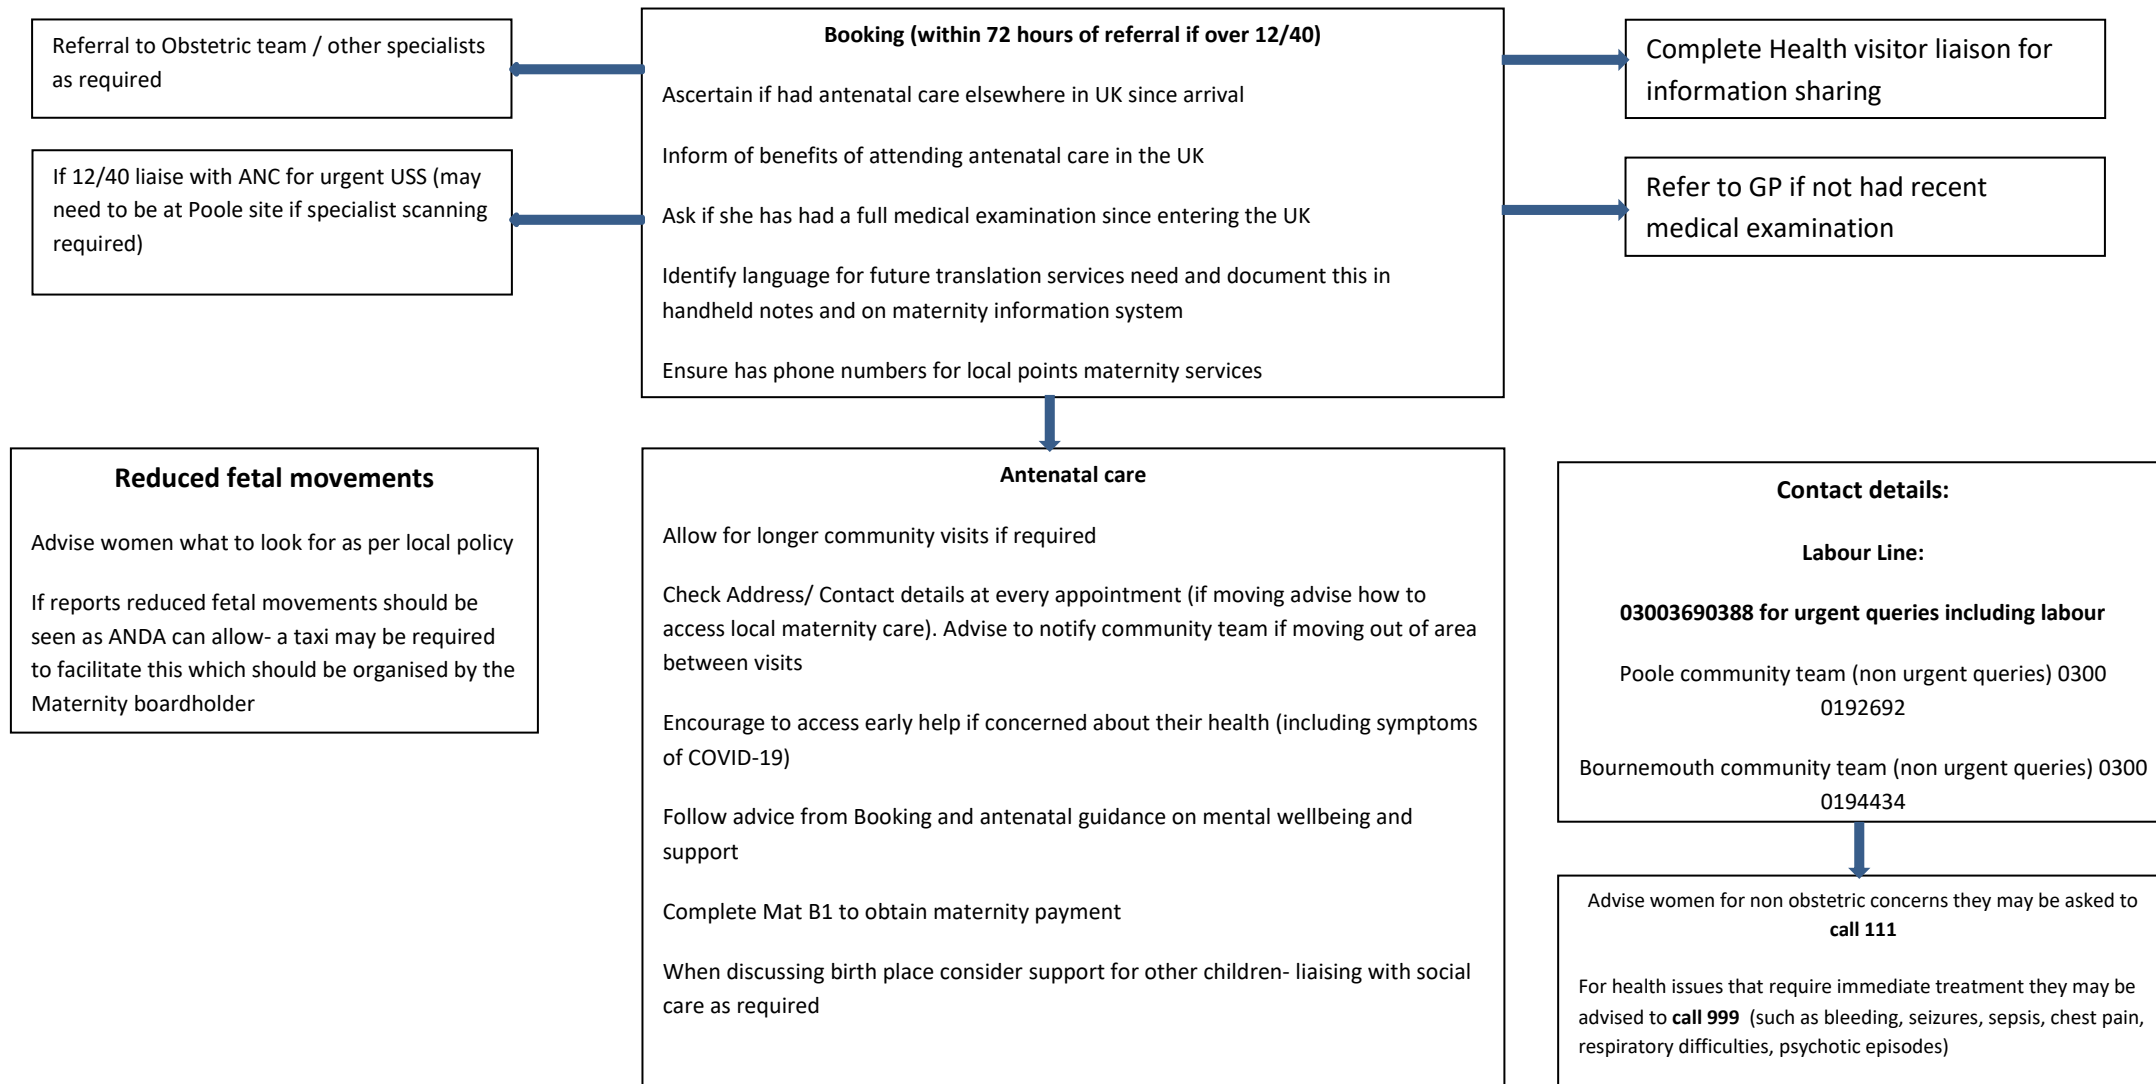 Referral to Obstetric team / other specialists
as required
If 12/40 liaise with ANC for urgent USS (may
need to be at Poole site if specialist scanning
required)
Booking (within 72 hours of referral if over 12/40)
Ascertain if had antenatal care elsewhere in UK since arrival
Inform of benefits of attending antenatal care in the UK
Ask if she has had a full medical examination since entering the UK
Identify language for future translation services need and document this in
handheld notes and on maternity information system
Ensure has phone numbers for local points maternity services
Complete Health visitor liaison for
information sharing
Refer to GP if not had recent
medical examination
Reduced fetal movements
Advise women what to look for as per local policy
If reports reduced fetal movements should be
seen as ANDA can allow- a taxi may be required
to facilitate this which should be organised by the
Maternity boardholder
Antenatal care
Allow for longer community visits if required
Check Address/ Contact details at every appointment (if moving advise how to
access local maternity care). Advise to notify community team if moving out of area
between visits
Encourage to access early help if concerned about their health (including symptoms
of COVID-19)
Follow advice from Booking and antenatal guidance on mental wellbeing and
support
Complete Mat B1 to obtain maternity payment
When discussing birth place consider support for other children- liaising with social
care as required
Contact details:
Labour Line:
03003690388 for urgent queries including labour
Poole community team (non urgent queries) 0300
0192692
Bournemouth community team (non urgent queries) 0300
0194434
Advise women for non obstetric concerns they may be asked to
call 111
For health issues that require immediate treatment they may be
advised to call 999 (such as bleeding, seizures, sepsis, chest pain,
respiratory difficulties, psychotic episodes)